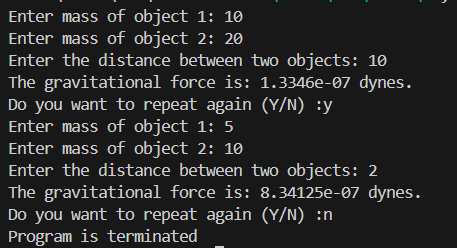 Enter mass of object 1: 10
Enter mass of object 2: 20
Enter the distance between two objects: 10
The gravitational force is: 1.3346e-07 dynes.
Do you want to repeat again (Y/N) :y
Enter mass of object 1: 5
Enter mass of object 2: 10
Enter the distance between two objects: 2
The gravitational force is: 8.34125e-07 dynes.
Do you want to repeat again (Y/N) :n
Program is terminated